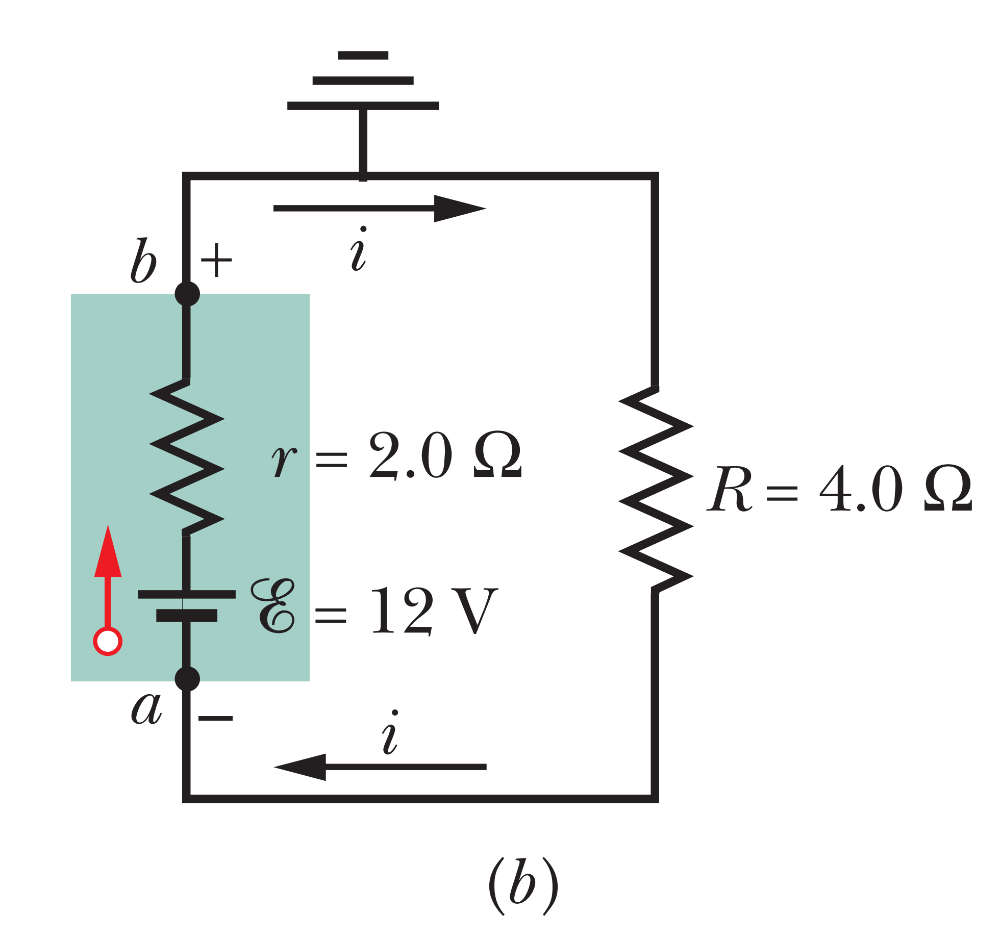 i
b +
r = 2.0 Ω
R = 4.0 Ω
ℰ = 12 V
a −
i
(b)